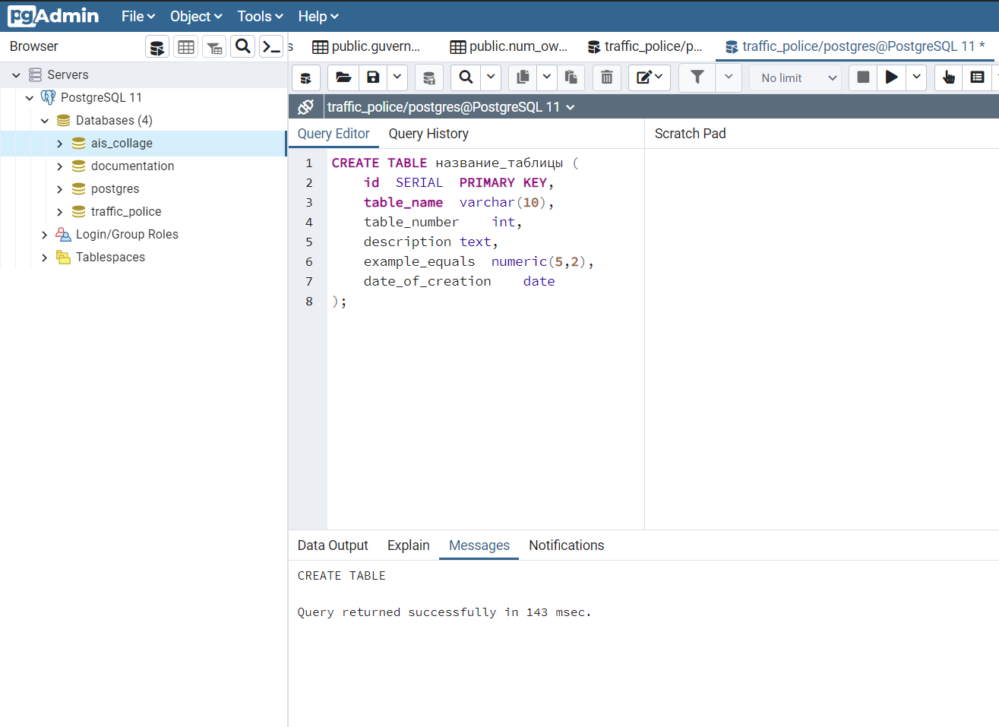 pgAdmin File Object Tools Help
Browser
s public.guvern... public.num_ow... traffic_police/p... traffic_police/postgres@PostgreSQL 11 *
No limit
traffic_police/postgres@PostgreSQL 11
Servers
PostgreSQL 11
Databases (4)
ais_collage
documentation
postgres
traffic_police
Login/Group Roles
Tablespaces
Query Editor Query History Scratch Pad
1 CREATE TABLE название_таблицы (
2 id SERIAL PRIMARY KEY,
3 table_name varchar(10),
4 table_number int,
5 description text,
6 example_equals numeric(5,2),
7 date_of_creation date
8 );
Data Output Explain Messages Notifications
CREATE TABLE
Query returned successfully in 143 msec.